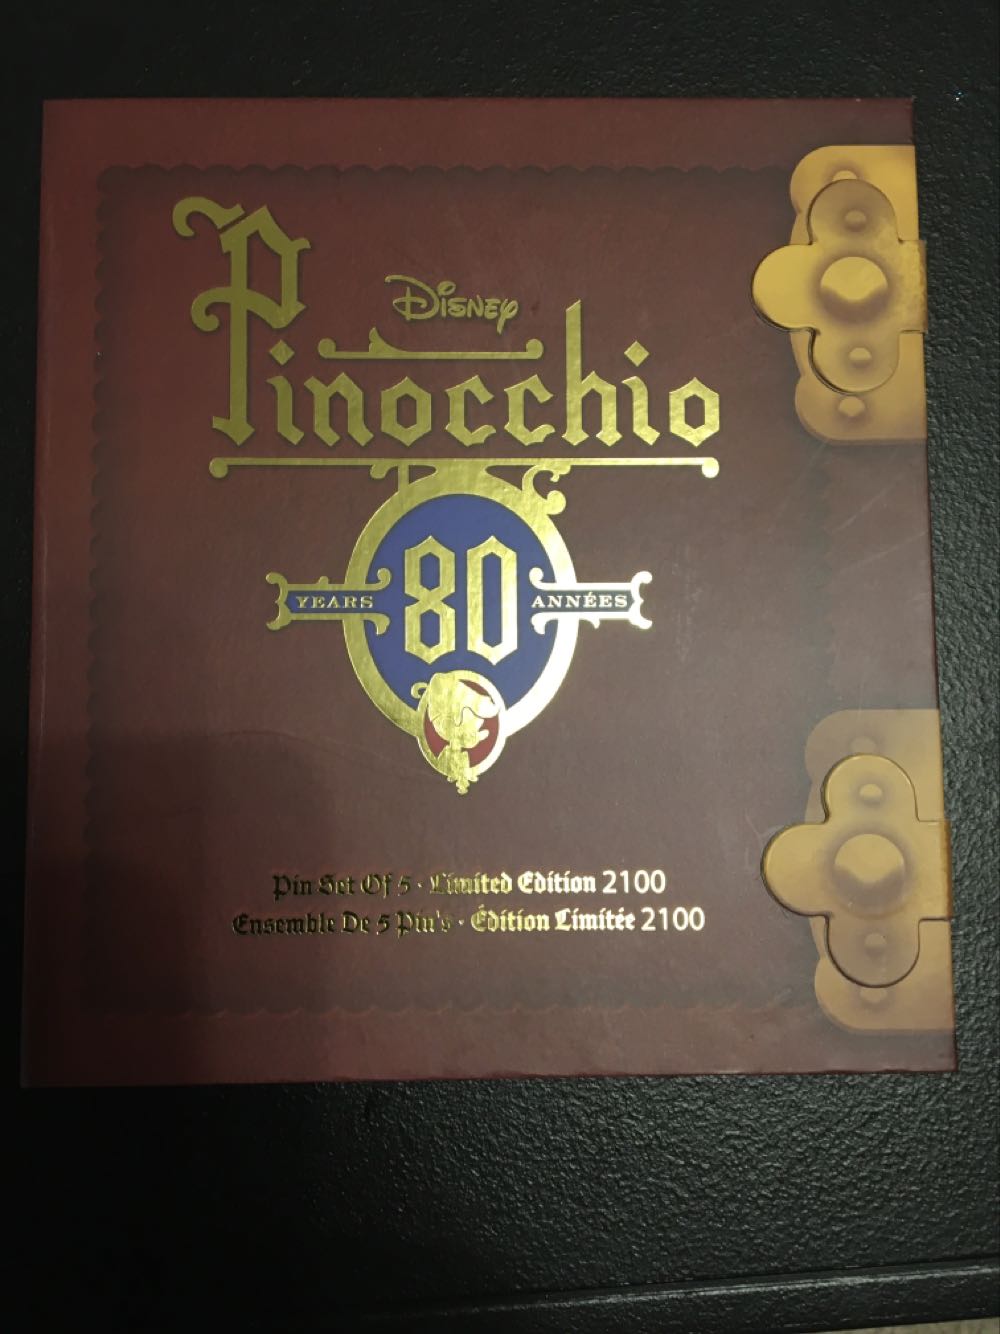 Disney
Pinocchio
80
YEARS ANNÉES
Pin Set Of 5 · Limited Edition 2100
Ensemble De 5 Pin's · Édition Limitée 2100